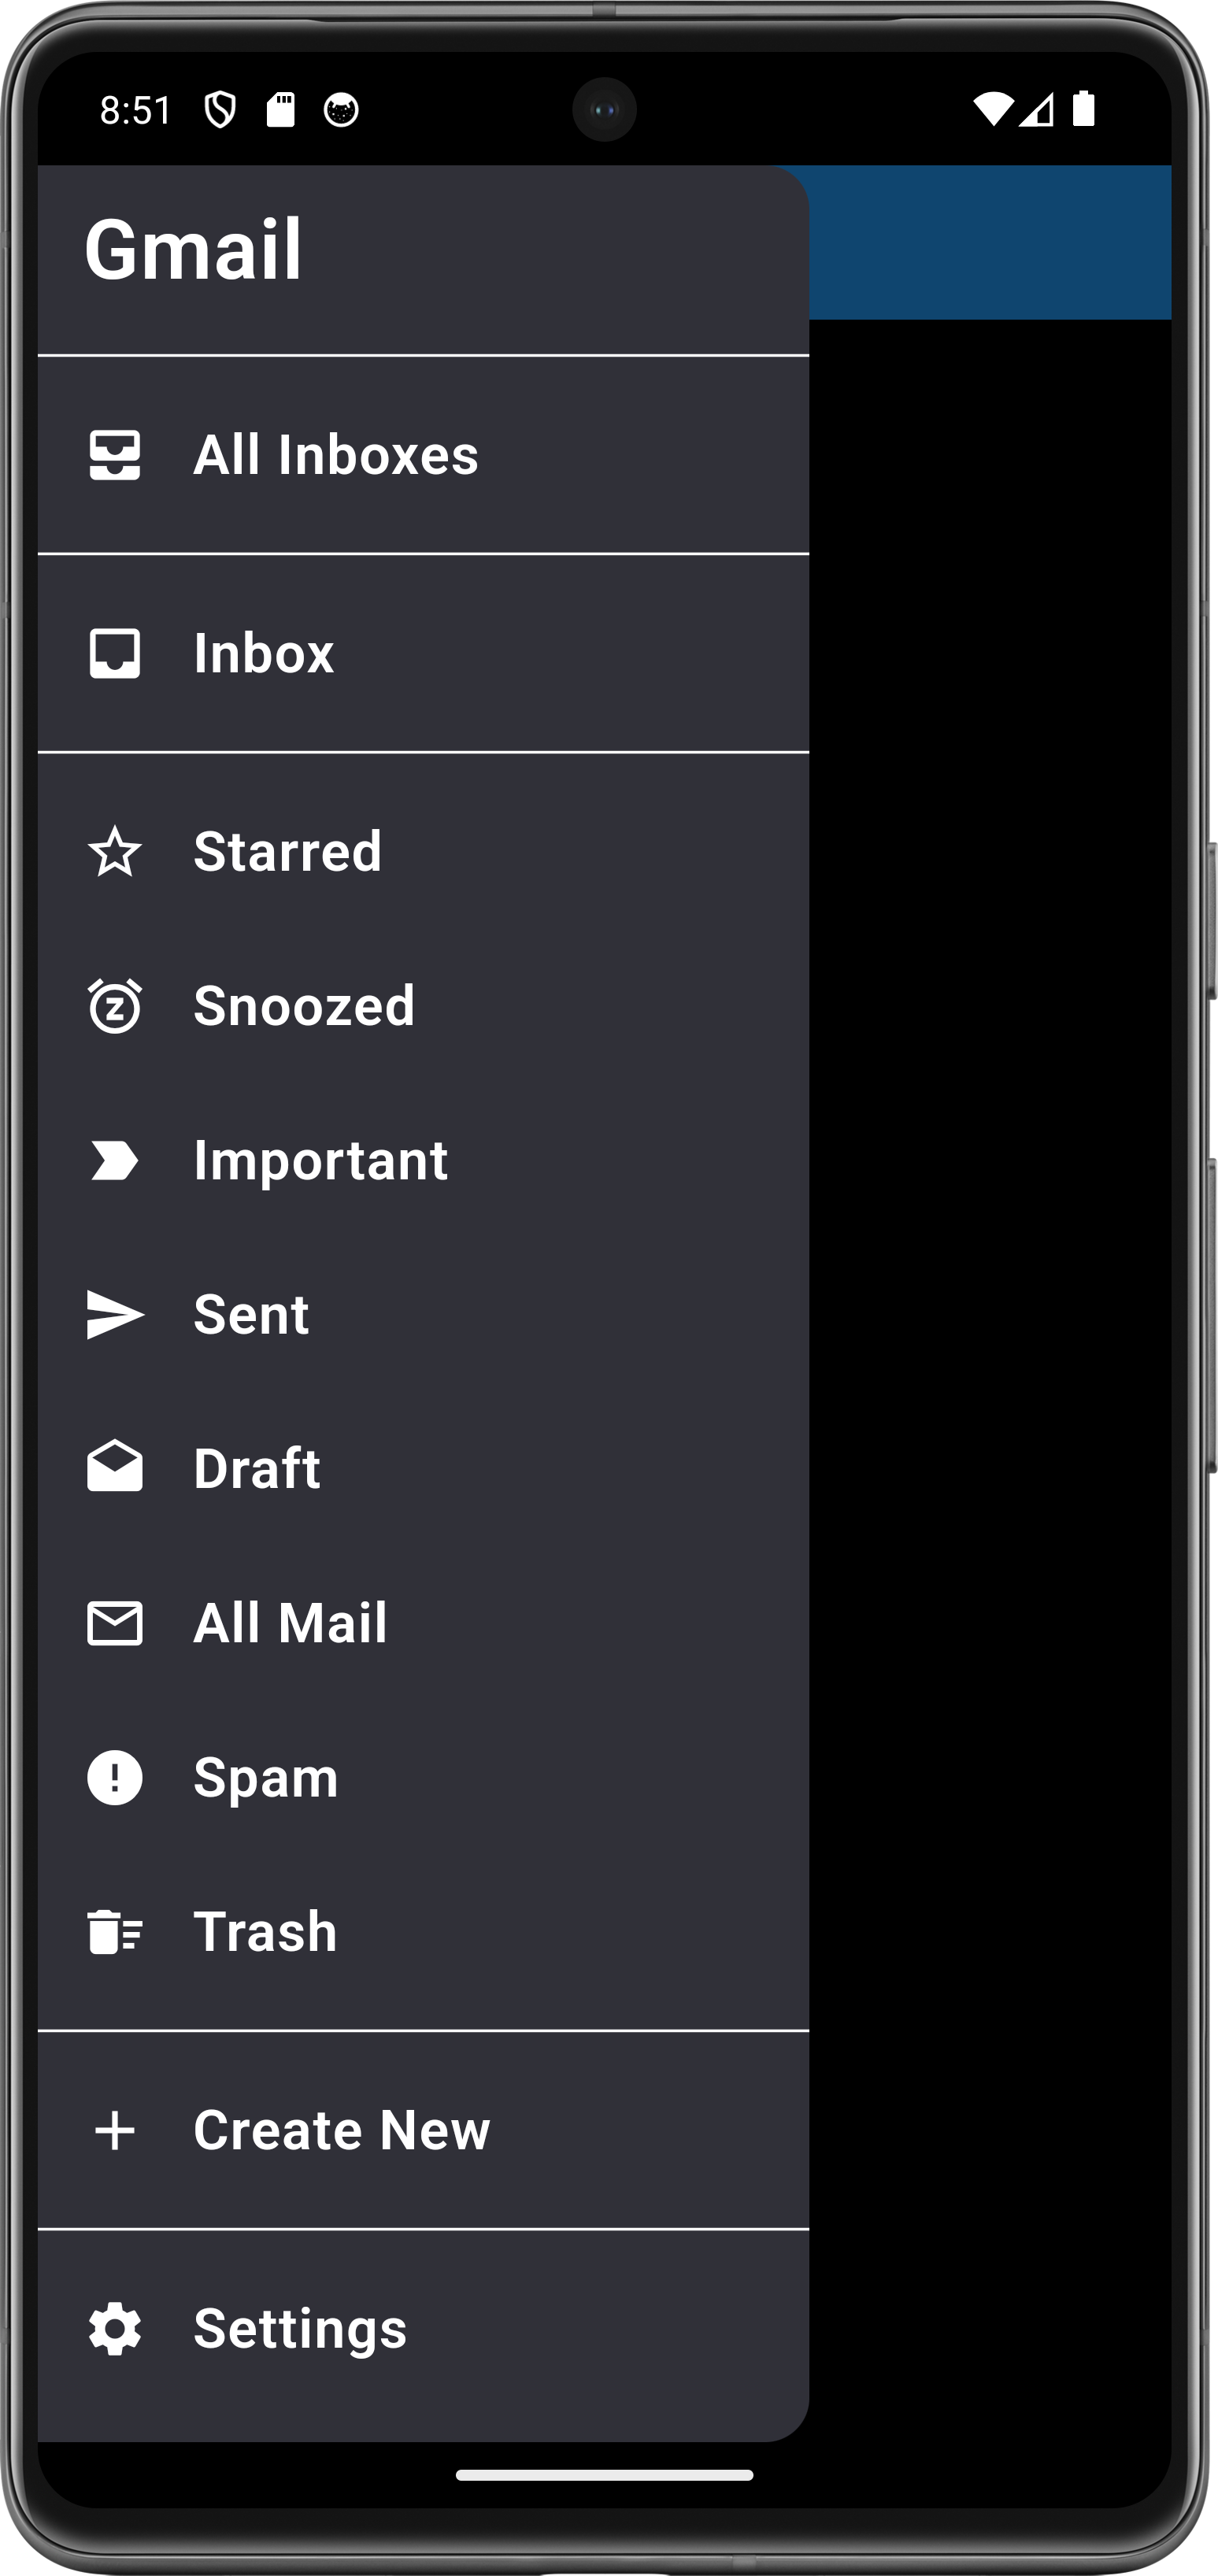 8:51
Gmail
All Inboxes
Inbox
Starred
Snoozed
Important
Sent
Draft
All Mail
Spam
Trash
Create New
Settings